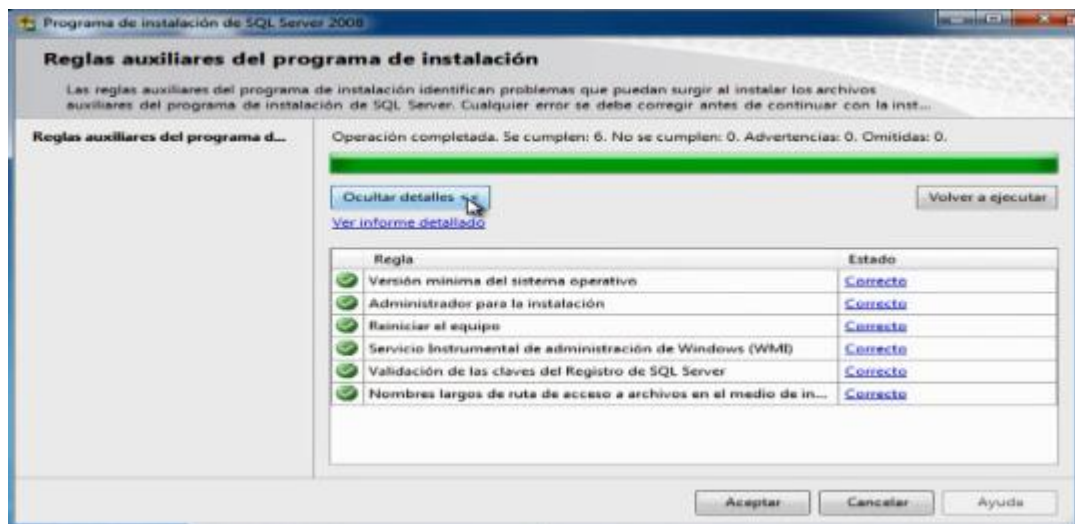 Programa de instalación de SQL Server 2008
Reglas auxiliares del programa de instalación
Las reglas auxiliares del programa de instalación identifican problemas que puedan surgir al instalar los archivos
auxiliares del programa de instalación de SQL Server. Cualquier error se debe corregir antes de continuar con la inst...
Reglas auxiliares del programa d...
Operación completada. Se cumplen: 6. No se cumplen: 0. Advertencias: 0. Omitidas: 0.
Ocultar detalles <<
Volver a ejecutar
Ver informe detallado
Regla Estado
Versión mínima del sistema operativo Correcto
Administrador para la instalación Correcto
Reiniciar el equipo Correcto
Servicio Instrumental de administración de Windows (WMI) Correcto
Validación de las claves del Registro de SQL Server Correcto
Nombres largos de ruta de acceso a archivos en el medio de in... Correcto
Aceptar Cancelar Ayuda